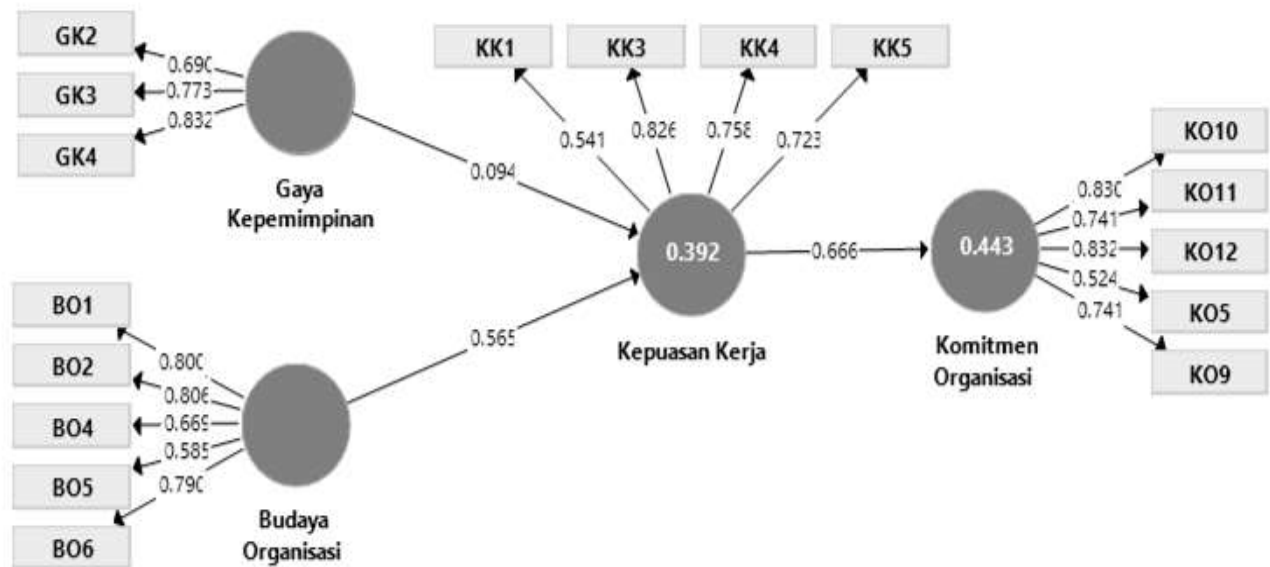 GK2
GK3
GK4
0.690
0.773
0.832
Gaya
Kepemimpinan
0.094
BO1
BO2
BO4
BO5
BO6
0.800
0.806
0.669
0.585
0.790
Budaya
Organisasi
0.565
KK1
KK3
KK4
KK5
0.541
0.826
0.758
0.723
0.392
Kepuasan Kerja
0.666
0.443
Komitmen
Organisasi
0.830
0.741
0.832
0.524
0.741
KO10
KO11
KO12
KO5
KO9